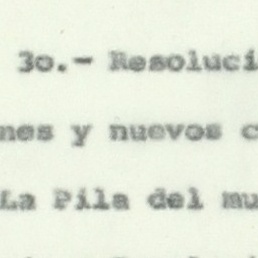 3o.- Resoluci
nes y nuevos c
La Pila del mu